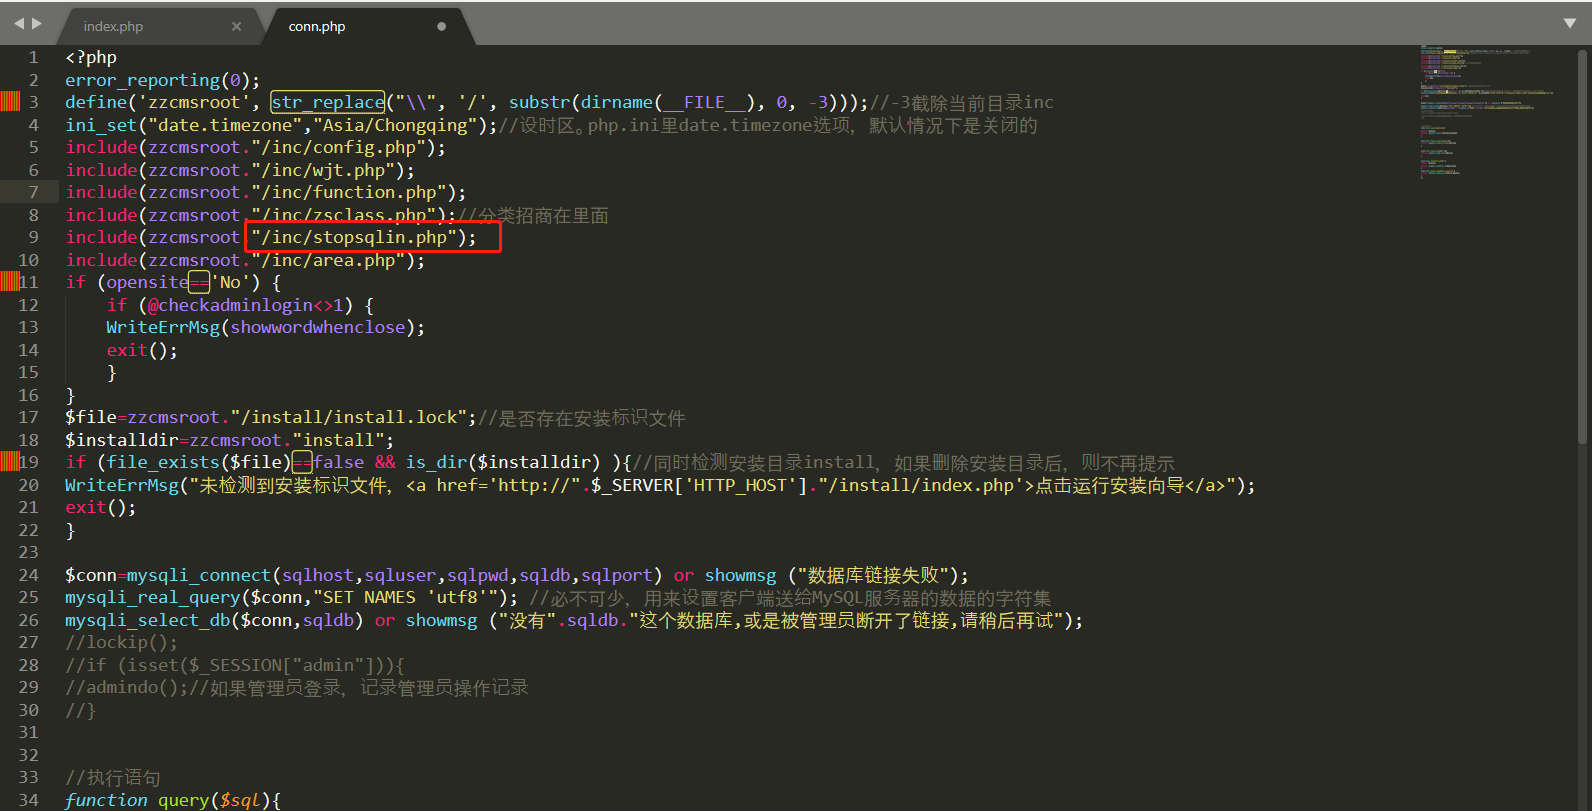 index.php × conn.php
1 <?php
2 error_reporting(0);
3 define('zzcmsroot', str_replace("\\", '/', substr(dirname(__FILE__), 0, -3)));//-3截除当前目录inc
4 ini_set("date.timezone","Asia/Chongqing");//设时区。php.ini里date.timezone选项，默认情况下是关闭的
5 include(zzcmsroot."/inc/config.php");
6 include(zzcmsroot."/inc/wjt.php");
7 include(zzcmsroot."/inc/function.php");
8 include(zzcmsroot."/inc/zsclass.php");//分类招商在里面
9 include(zzcmsroot."/inc/stopsqlin.php");
10 include(zzcmsroot."/inc/area.php");
11 if (opensite=='No') {
12     if (@checkadminlogin<>1) {
13     WriteErrMsg(showwordwhenclose);
14     exit();
15     }
16 }
17 $file=zzcmsroot."/install/install.lock";//是否存在安装标识文件
18 $installdir=zzcmsroot."install";
19 if (file_exists($file)==false && is_dir($installdir) ){//同时检测安装目录install，如果删除安装目录后，则不再提示
20 WriteErrMsg("未检测到安装标识文件，<a href='http://".$_SERVER['HTTP_HOST']."/install/index.php'>点击运行安装向导</a>");
21 exit();
22 }
23
24 $conn=mysqli_connect(sqlhost,sqluser,sqlpwd,sqldb,sqlport) or showmsg ("数据库链接失败");
25 mysqli_real_query($conn,"SET NAMES 'utf8'"); //必不可少，用来设置客户端送给MySQL服务器的数据的字符集
26 mysqli_select_db($conn,sqldb) or showmsg ("没有".sqldb."这个数据库,或是被管理员断开了链接,请稍后再试");
27 //lockip();
28 //if (isset($_SESSION["admin"])){
29 //admindo();//如果管理员登录，记录管理员操作记录
30 //}
31
32
33 //执行语句
34 function query($sql){